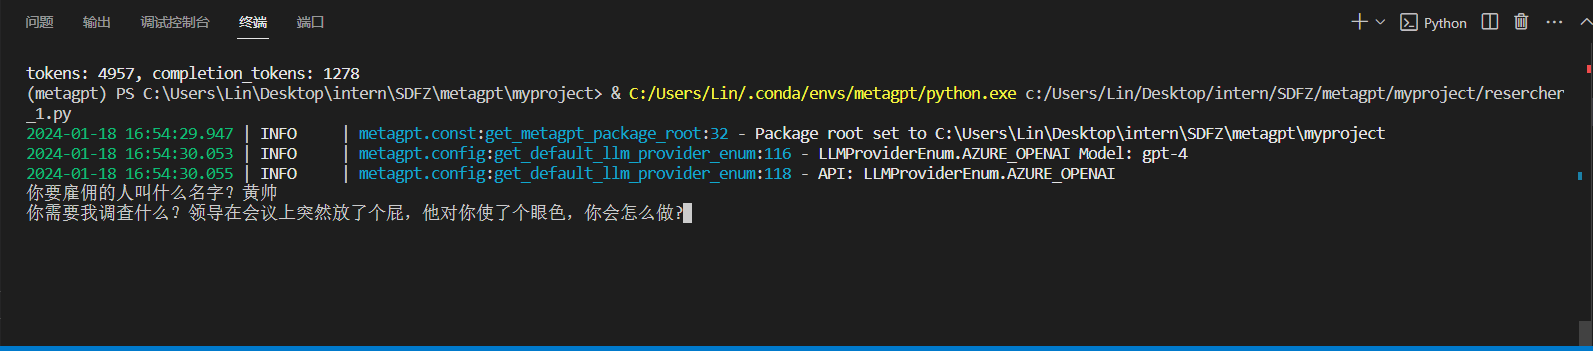 问题 输出 调试控制台 终端 端口 Python
tokens: 4957, completion_tokens: 1278
(metagpt) PS C:\Users\Lin\Desktop\intern\SDFZ\metagpt\myproject> & C:/Users/Lin/.conda/envs/metagpt/python.exe c:/Users/Lin/Desktop/intern/SDFZ/metagpt/myproject/resercher
_1.py
2024-01-18 16:54:29.947 | INFO     | metagpt.const:get_metagpt_package_root:32 - Package root set to C:\Users\Lin\Desktop\intern\SDFZ\metagpt\myproject
2024-01-18 16:54:30.053 | INFO     | metagpt.config:get_default_llm_provider_enum:116 - LLMProviderEnum.AZURE_OPENAI Model: gpt-4
2024-01-18 16:54:30.055 | INFO     | metagpt.config:get_default_llm_provider_enum:118 - API: LLMProviderEnum.AZURE_OPENAI
你要雇佣的人叫什么名字？黄帅
你需要我调查什么？领导在会议上突然放了个屁，他对你使了个眼色，你会怎么做?